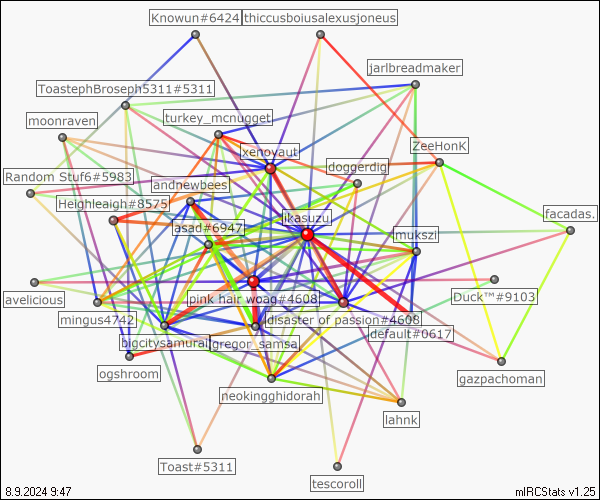 Knowun#6424
thiccusboiusalexusjoneus
jarlbreadmaker
ToastephBroseph5311#5311
moonraven
turkey_mcnugget
xenovaut
ZeeHonK
doggerdig
Random Stuf6#5983
andnewbees
Heighleaigh#8575
ikasuzu
facadas.
asad#6947
mukszi
avelicious
pink hair woag#4608
Duck™#9103
mingus4742
disaster of passion#4608
default#0617
bigcitysamurai
gregor_samsa
ogshroom
gazpachoman
neokingghidorah
lahnk
Toast#5311
tescoroll
8.9.2024 9:47
mIRCStats v1.25